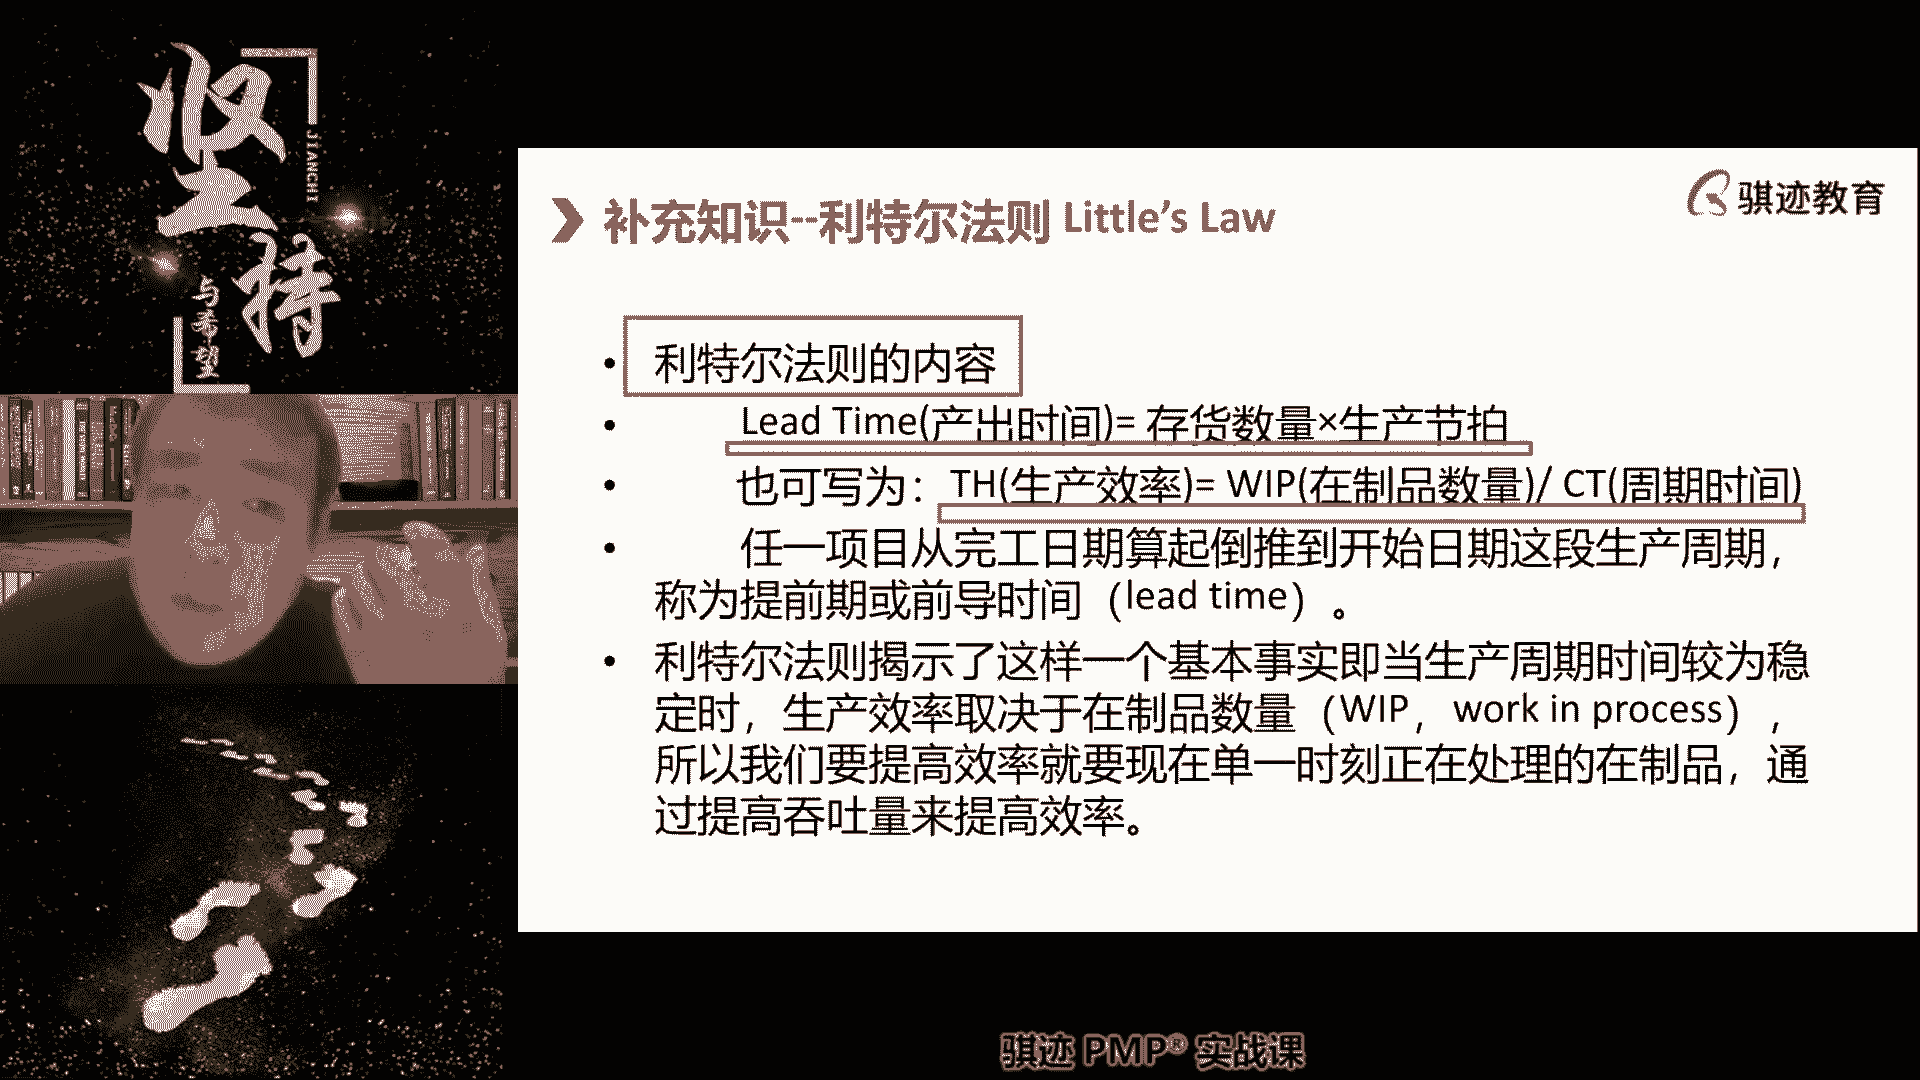 坚持
JIANCHI
与希望
骐迹教育
补充知识--利特尔法则 Little's Law
• 利特尔法则的内容
• Lead Time(产出时间)= 存货数量×生产节拍
• 也可写为：TH(生产效率)= WIP(在制品数量)/ CT(周期时间)
• 任一项目从完工日期算起倒推到开始日期这段生产周期，
称为提前期或前导时间（lead time）。
• 利特尔法则揭示了这样一个基本事实即当生产周期时间较为稳
定时，生产效率取决于在制品数量（WIP，work in process），
所以我们要提高效率就要现在单一时刻正在处理的在制品，通
过提高吞吐量来提高效率。
骐迹 PMP® 实战课